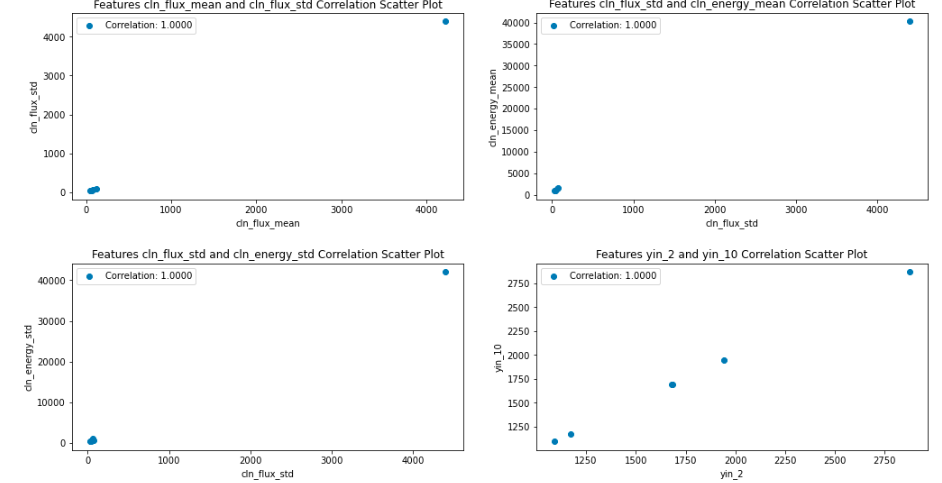 Features cln_flux_mean and cln_flux_std Correlation Scatter Plot
Correlation: 1.0000
4000
3000
2000
1000
0
cln_flux_std
0 1000 2000 3000 4000
cln_flux_mean
Features cln_flux_std and cln_energy_mean Correlation Scatter Plot
Correlation: 1.0000
40000
35000
30000
25000
20000
15000
10000
5000
0
cln_energy_mean
0 1000 2000 3000 4000
cln_flux_std
Features cln_flux_std and cln_energy_std Correlation Scatter Plot
Correlation: 1.0000
40000
30000
20000
10000
0
cln_energy_std
0 1000 2000 3000 4000
cln_flux_std
Features yin_2 and yin_10 Correlation Scatter Plot
Correlation: 1.0000
2750
2500
2250
2000
1750
1500
1250
yin_10
1250 1500 1750 2000 2250 2500 2750
yin_2